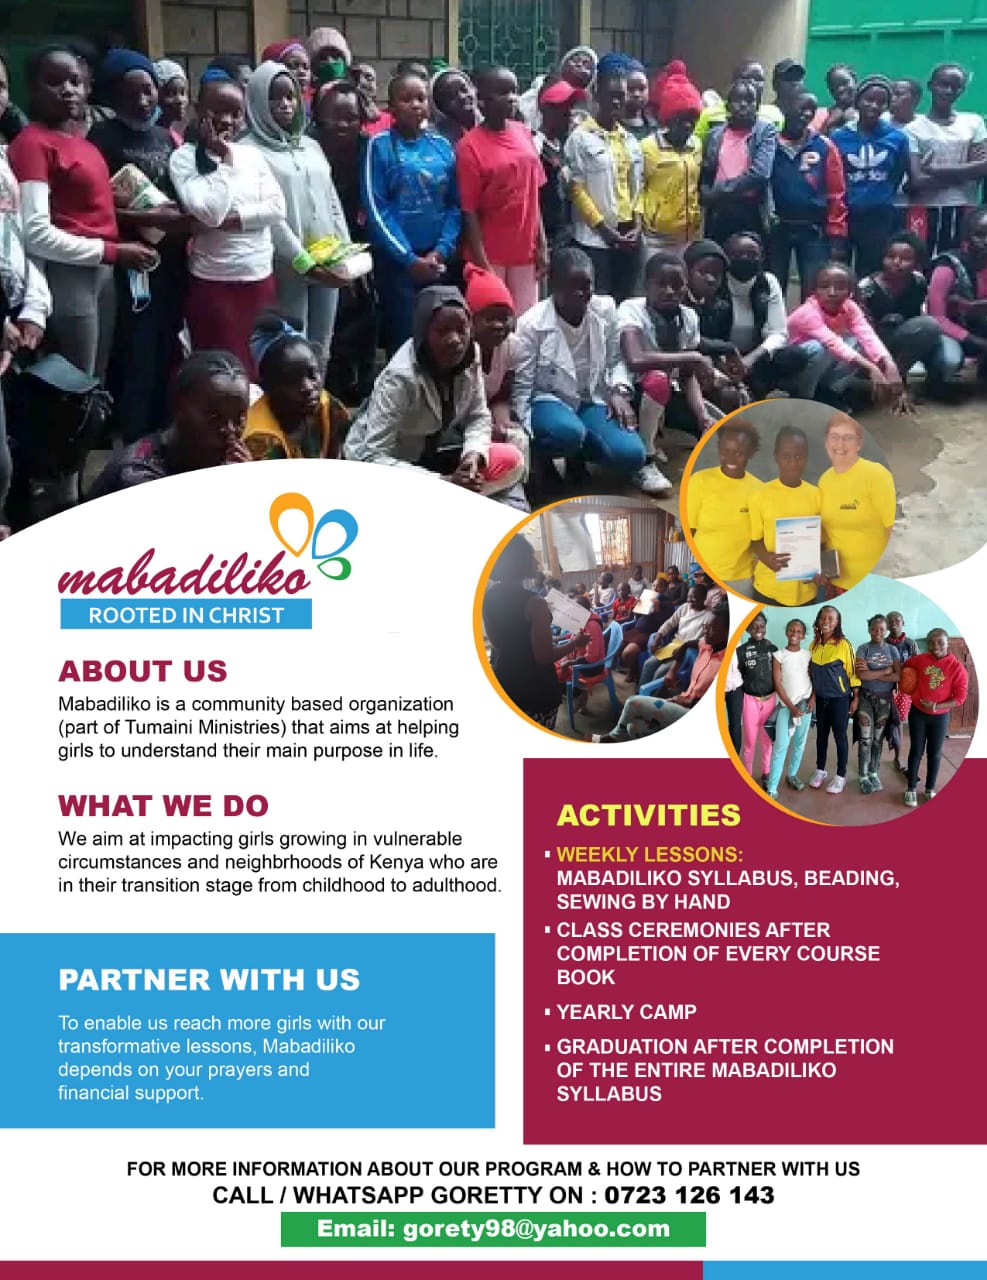 mabadiliko
ROOTED IN CHRIST
ABOUT US
Mabadiliko is a community based organization
(part of Tumaini Ministries) that aims at helping
girls to understand their main purpose in life.
WHAT WE DO
We aim at impacting girls growing in vulnerable
circumstances and neighbrhoods of Kenya who are
in their transition stage from childhood to adulthood.
PARTNER WITH US
To enable us reach more girls with our
transformative lessons, Mabadiliko
depends on your prayers and
financial support.
ACTIVITIES
▪ WEEKLY LESSONS:
MABADILIKO SYLLABUS, BEADING,
SEWING BY HAND
▪ CLASS CEREMONIES AFTER
COMPLETION OF EVERY COURSE
BOOK
▪ YEARLY CAMP
▪ GRADUATION AFTER COMPLETION
OF THE ENTIRE MABADILIKO
SYLLABUS
FOR MORE INFORMATION ABOUT OUR PROGRAM & HOW TO PARTNER WITH US
CALL / WHATSAPP GORETTY ON : 0723 126 143
Email: gorety98@yahoo.com
adidas